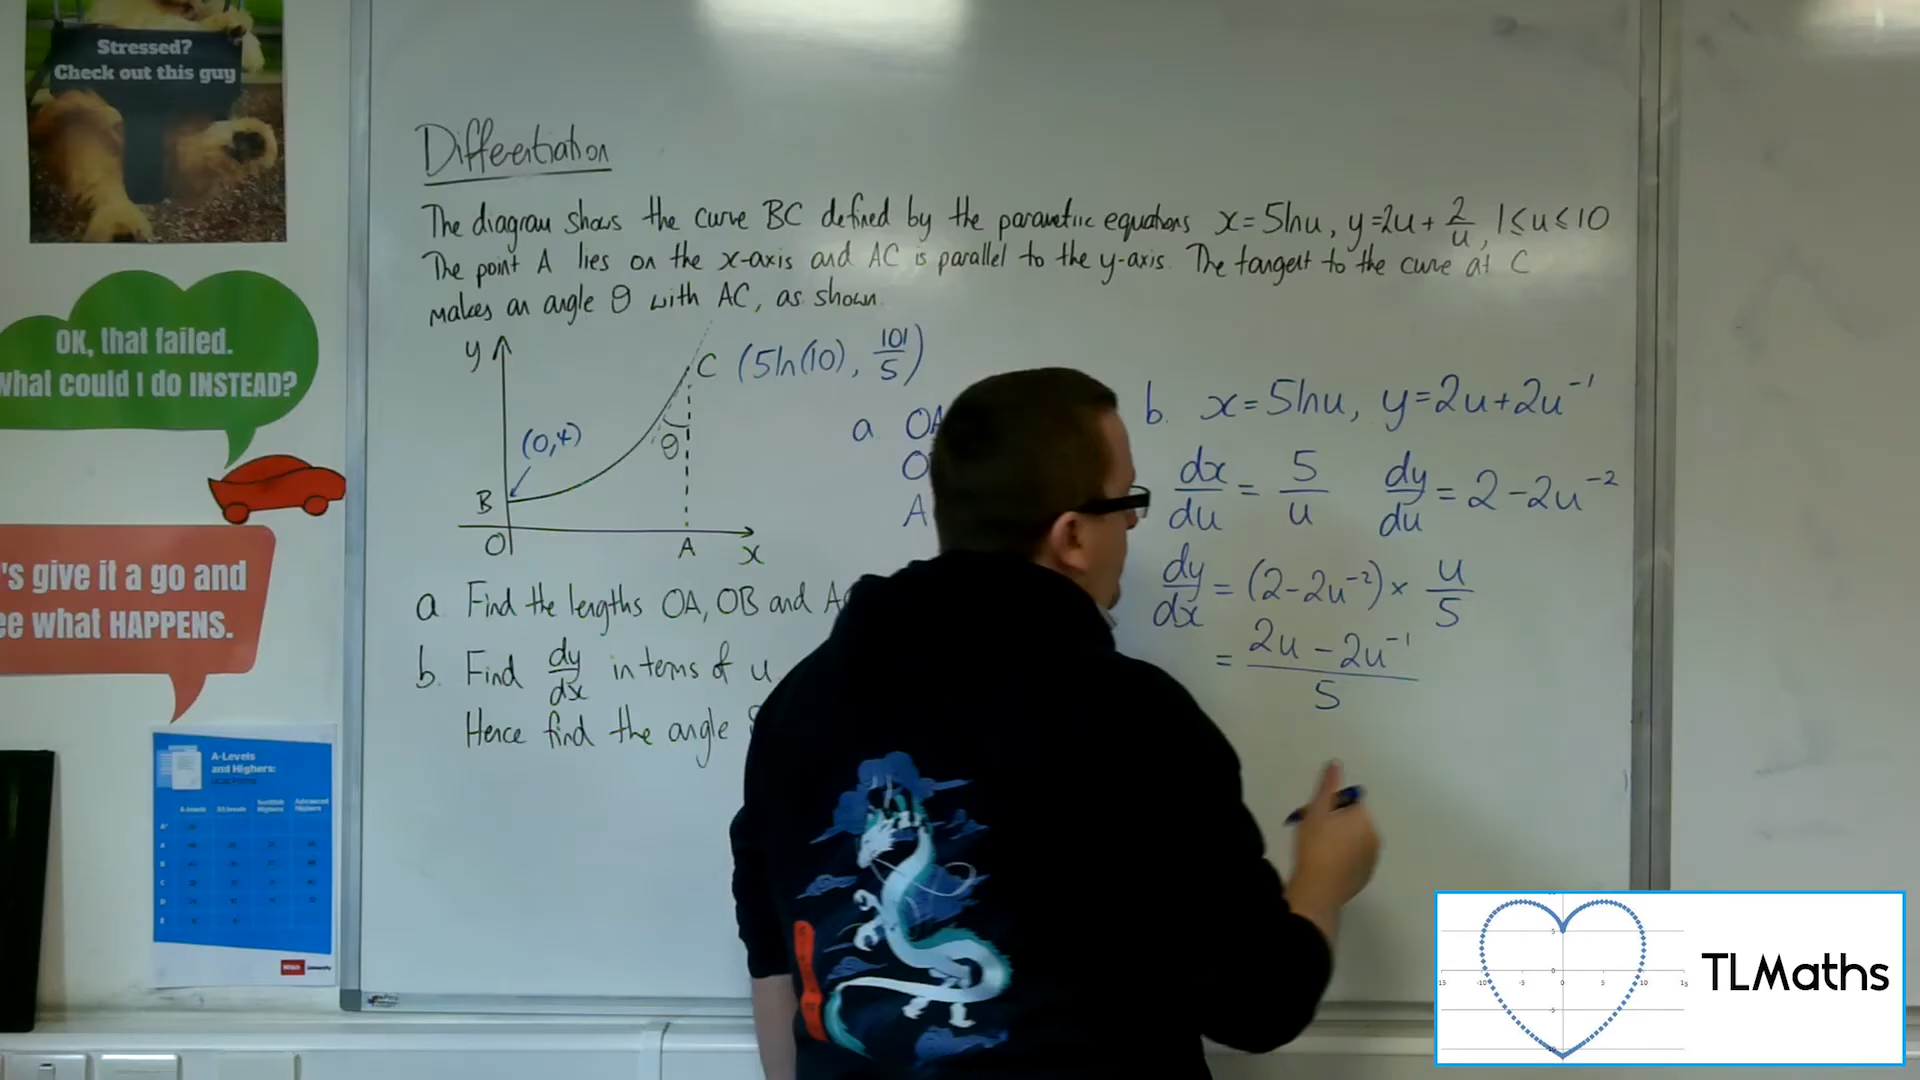 Stressed?
Check out this guy
OK, that failed.
What could I do INSTEAD?
's give it a go and
ee what HAPPENS.
A-Levels
and Highers:
Differentiation
The diagram shows the curve BC defined by the parametric equations x=5lnu, y=2u+2/u, 1≤u≤10
The point A lies on the x-axis and AC is parallel to the y-axis. The tangent to the curve at C
makes an angle θ with AC, as shown.
y
C (5ln(10), 101/5)
(0,4)
θ
B
O
A
x
a Find the lengths OA, OB and A
b. Find dy/dx in terms of u
Hence find the angle
a OA
O
A
b. x=5lnu, y=2u+2u⁻¹
dx/du = 5/u dy/du = 2-2u⁻²
dy/dx = (2-2u⁻²) × u/5
= (2u-2u⁻¹)/5
TLMaths